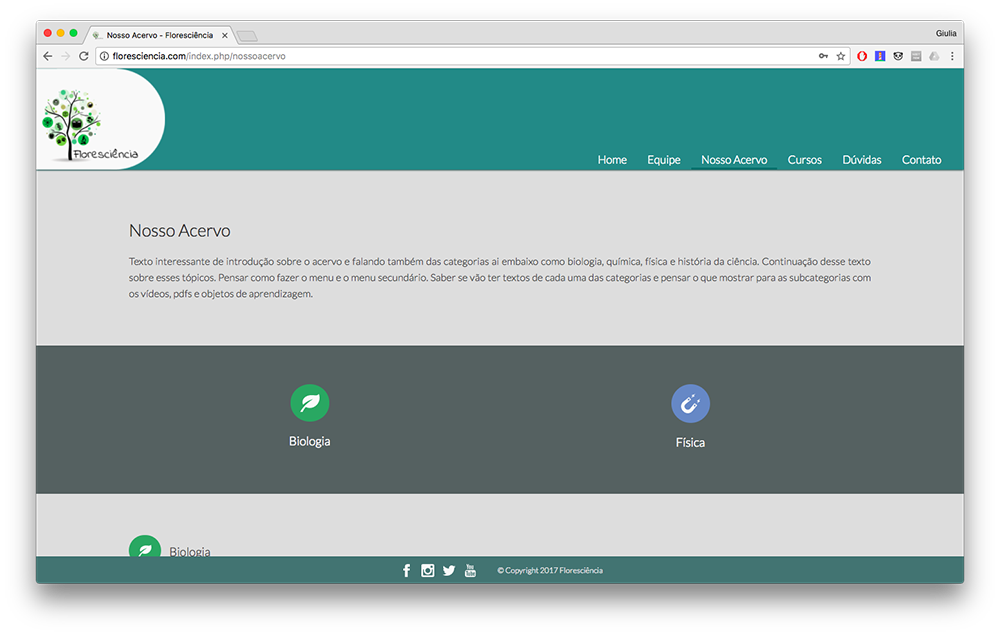 Nosso Acervo - Floresciência
Giulia
floresciencia.com/index.php/nossoacervo
Floresciência
Home Equipe Nosso Acervo Cursos Dúvidas Contato
Nosso Acervo
Texto interessante de introdução sobre o acervo e falando também das categorias ai embaixo como biologia, química, física e história da ciência. Continuação desse texto
sobre esses tópicos. Pensar como fazer o menu e o menu secundário. Saber se vão ter textos de cada uma das categorias e pensar o que mostrar para as subcategorias com
os vídeos, pdfs e objetos de aprendizagem.
Biologia
Física
Biologia
You Tube
© Copyright 2017 Floresciência